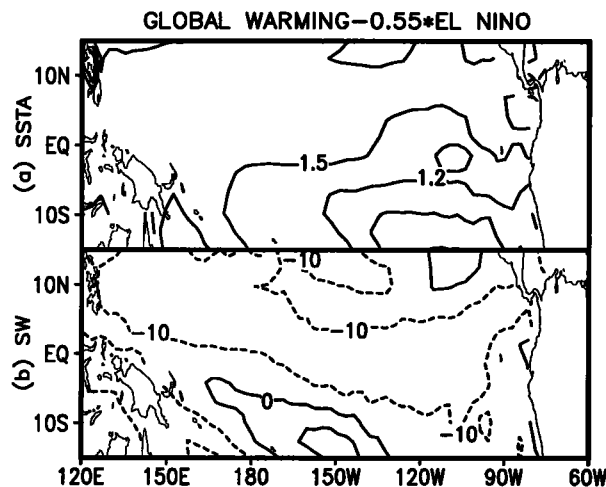 GLOBAL WARMING-0.55*EL NINO
10N
EQ
10S
(a) SSTA
1.5
1.2
10N
EQ
10S
(b) SW
-10
-10
-10
0
-10
120E 150E 180 150W 120W 90W 60W